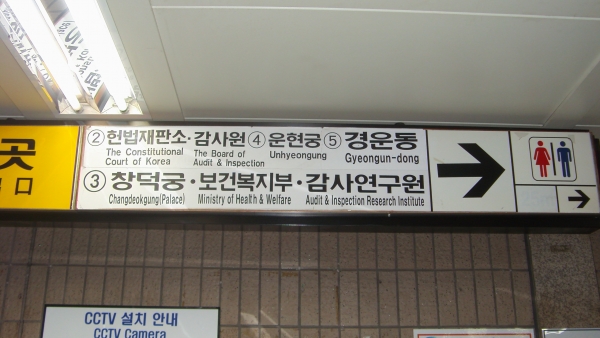 곳
口
② 헌법재판소·감사원 ④ 운현궁 ⑤ 경운동
The Constitutional Court of Korea The Board of Audit & Inspection Unhyeongung Gyeongun-dong
③ 창덕궁·보건복지부·감사연구원
Changdeokgung(Palace) Ministry of Health & Welfare Audit & Inspection Research Institute
CCTV 설치 안내
CCTV Camera